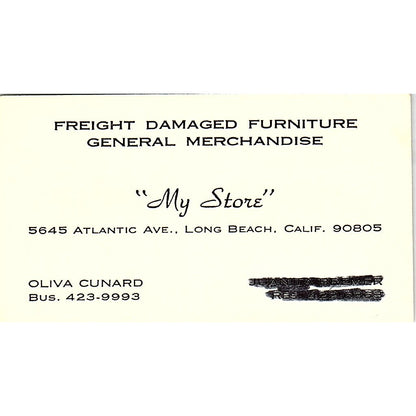 FREIGHT DAMAGED FURNITURE
GENERAL MERCHANDISE
"My Store"
5645 ATLANTIC AVE., LONG BEACH, CALIF. 90805
OLIVA CUNARD
BUS. 423-9993